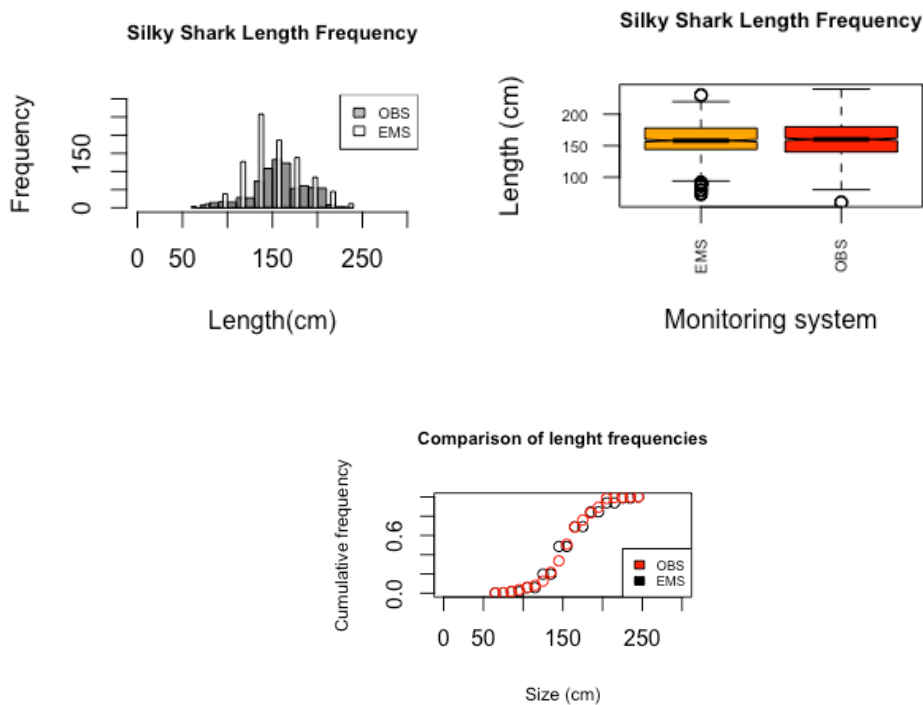 Silky Shark Length Frequency
Frequency
150
0
OBS
EMS
0 50 150 250
Length(cm)
Silky Shark Length Frequency
Length (cm)
200
150
100
EMS
OBS
Monitoring system
Comparison of lenght frequencies
Cumulative frequency
0.6
0.0
OBS
EMS
0 50 150 250
Size (cm)